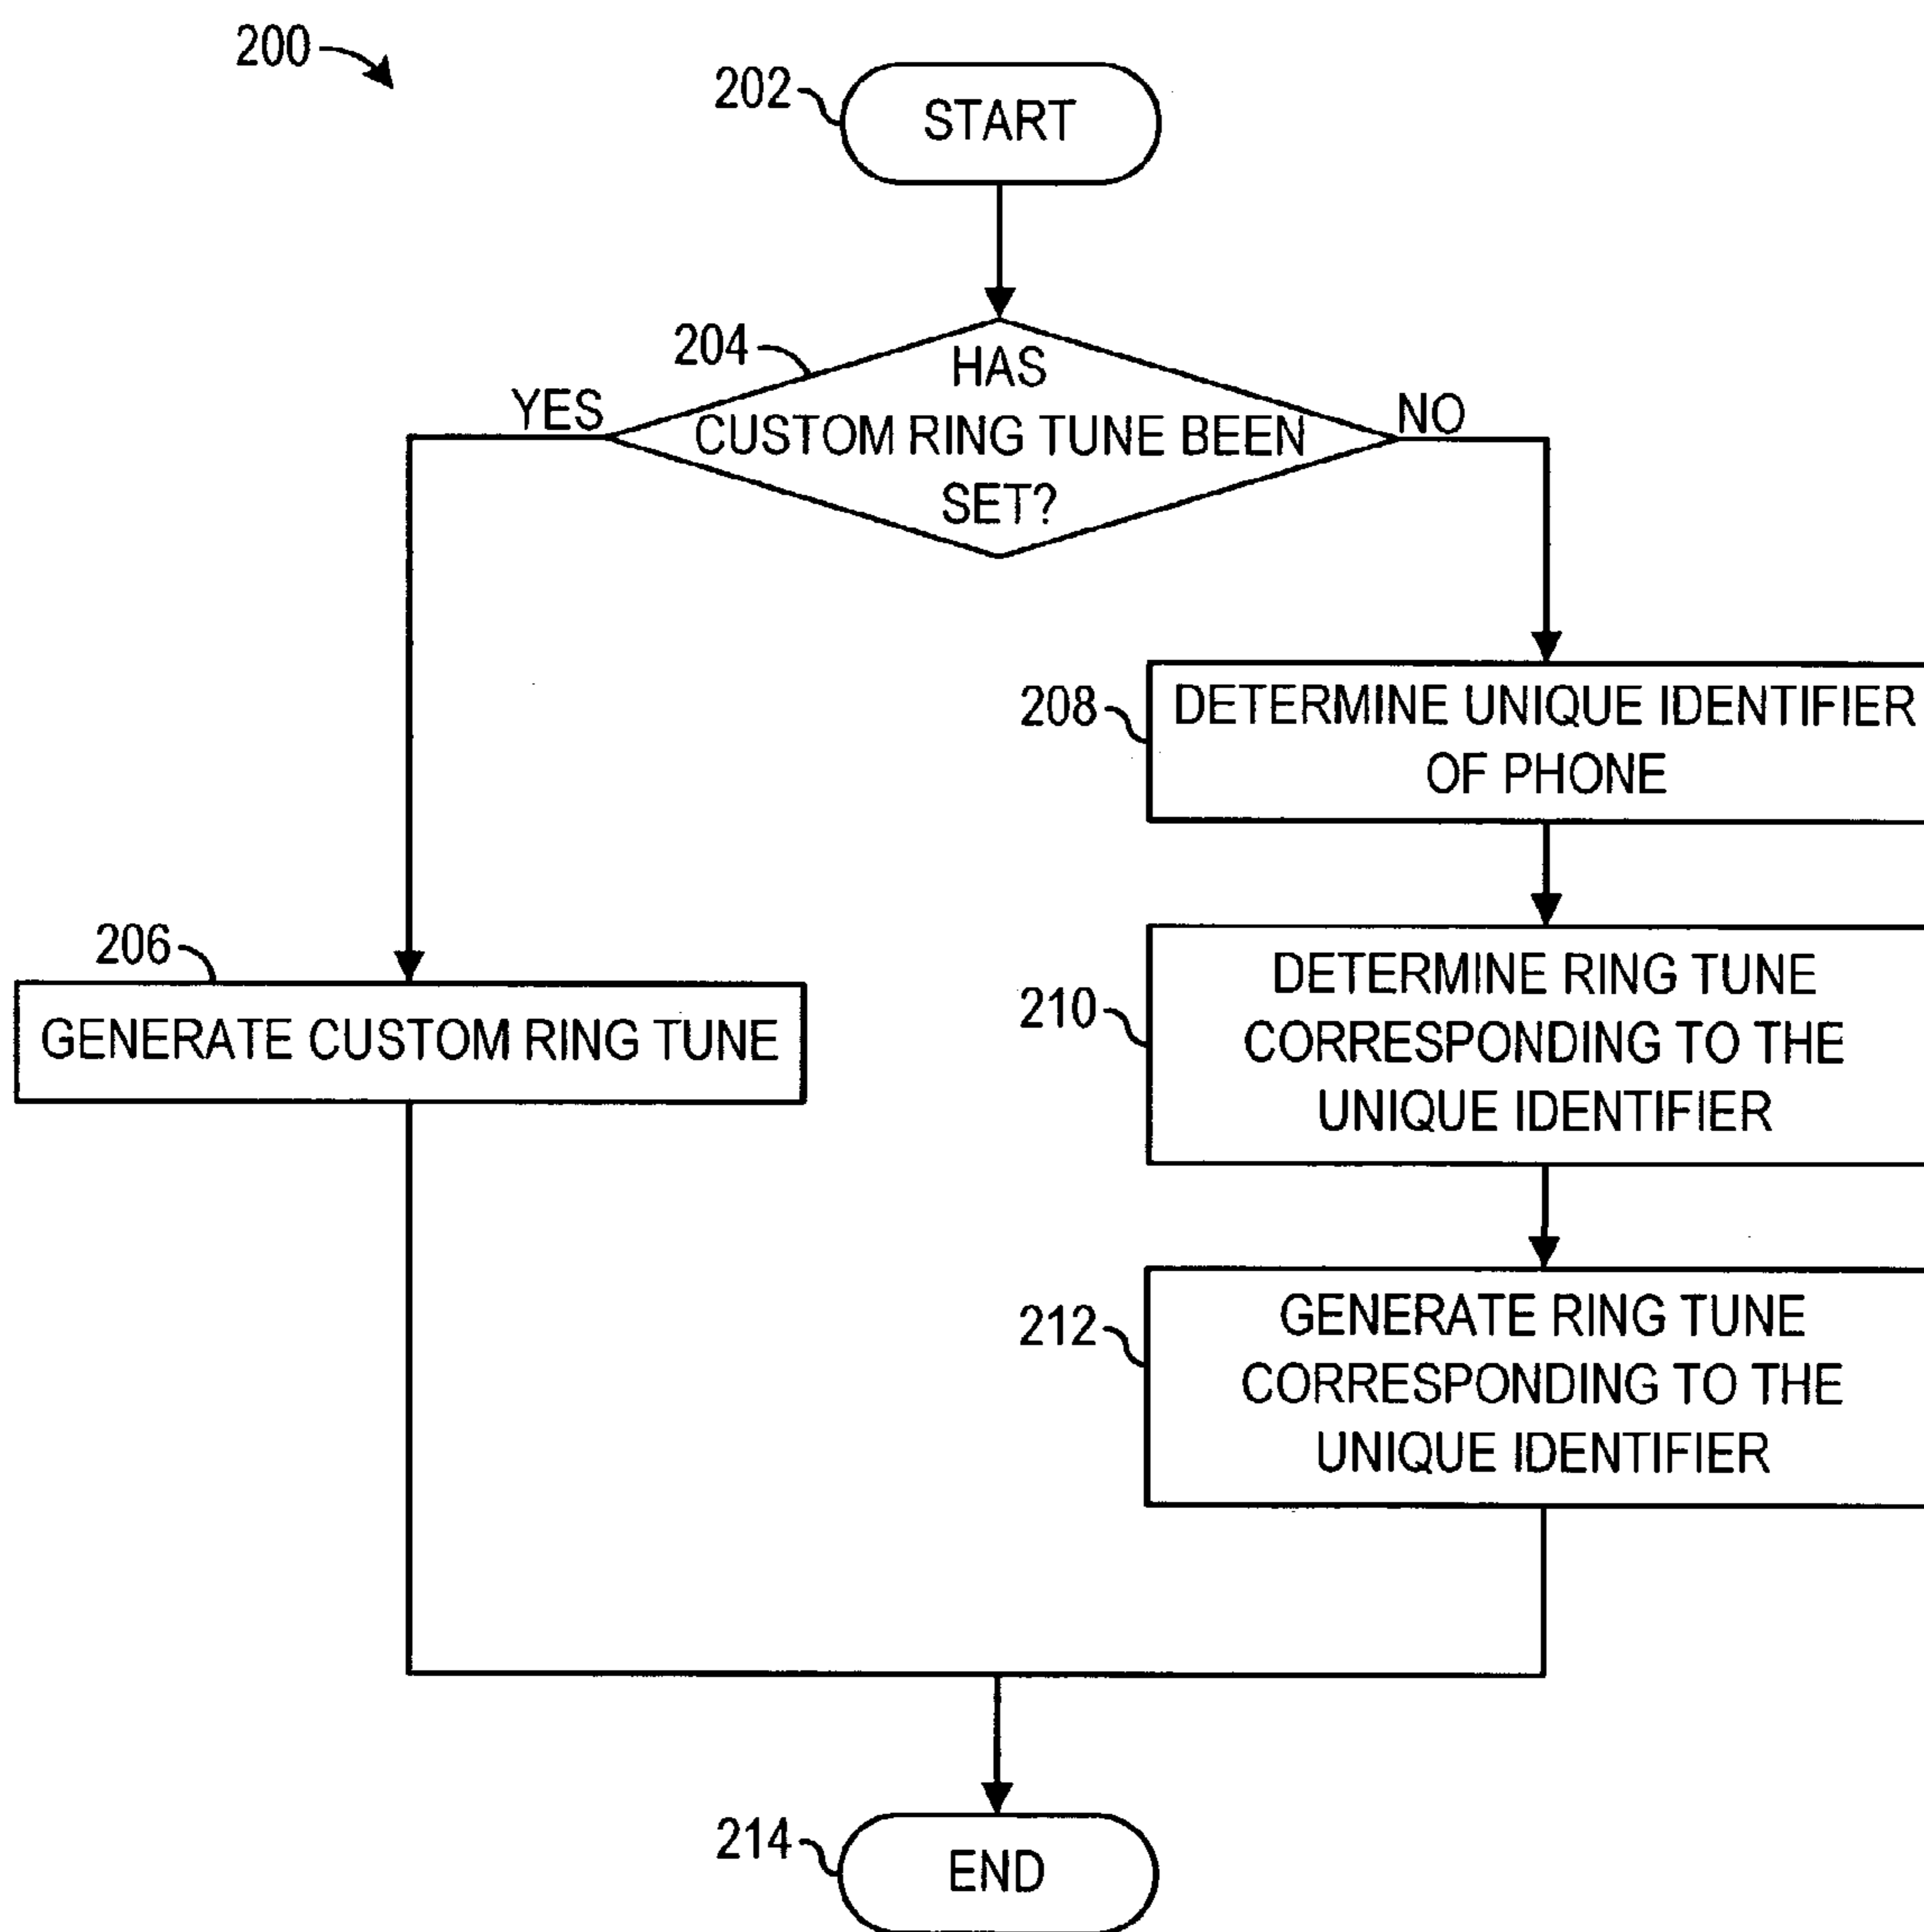 200
202
START
204
HAS
CUSTOM RING TUNE BEEN
SET?
YES
NO
208
DETERMINE UNIQUE IDENTIFIER
OF PHONE
206
GENERATE CUSTOM RING TUNE
210
DETERMINE RING TUNE
CORRESPONDING TO THE
UNIQUE IDENTIFIER
212
GENERATE RING TUNE
CORRESPONDING TO THE
UNIQUE IDENTIFIER
214
END